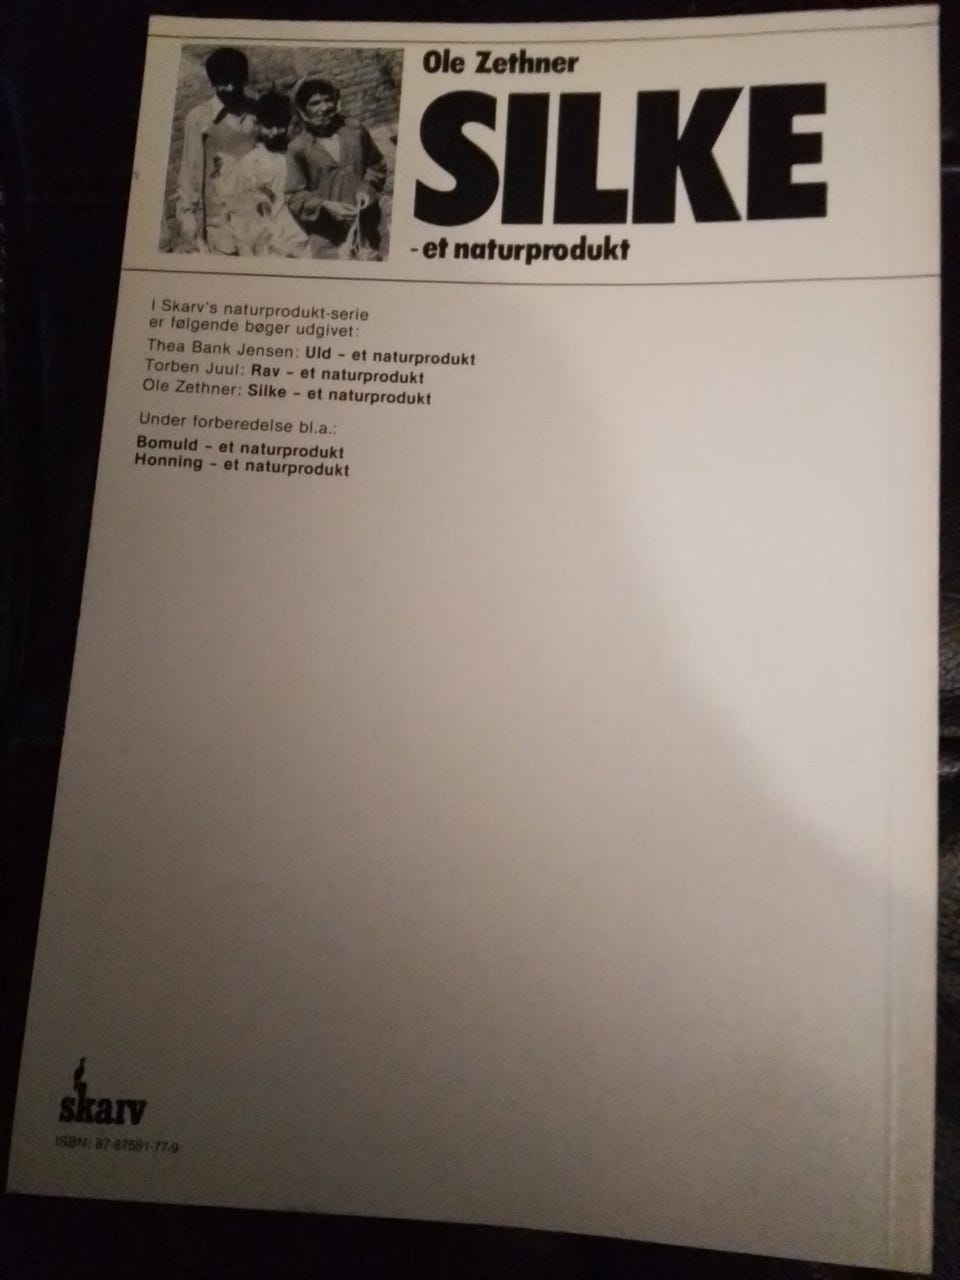 Ole Zethner
SILKE
- et naturprodukt
I Skarv's naturprodukt-serie
er følgende bøger udgivet:
Thea Bank Jensen: Uld – et naturprodukt
Torben Juul: Rav – et naturprodukt
Ole Zethner: Silke – et naturprodukt
Under forberedelse bl.a.:
Bomuld – et naturprodukt
Honning – et naturprodukt
skarv
ISBN: 87-87581-77-9